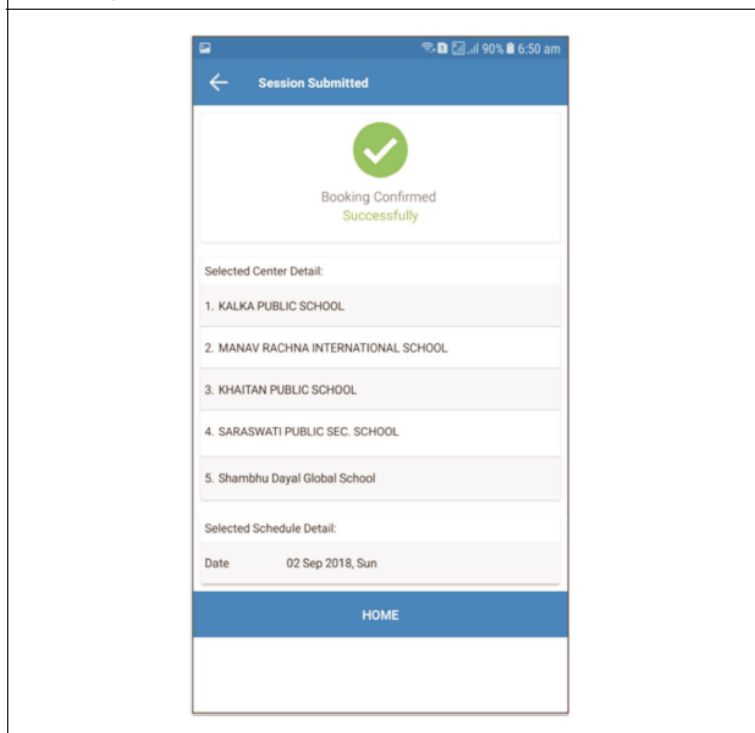 90% 6:50 am
Session Submitted
Booking Confirmed
Successfully
Selected Center Detail:
1. KALKA PUBLIC SCHOOL
2. MANAV RACHNA INTERNATIONAL SCHOOL
3. KHAITAN PUBLIC SCHOOL
4. SARASWATI PUBLIC SEC. SCHOOL
5. Shambhu Dayal Global School
Selected Schedule Detail:
Date 02 Sep 2018, Sun
HOME